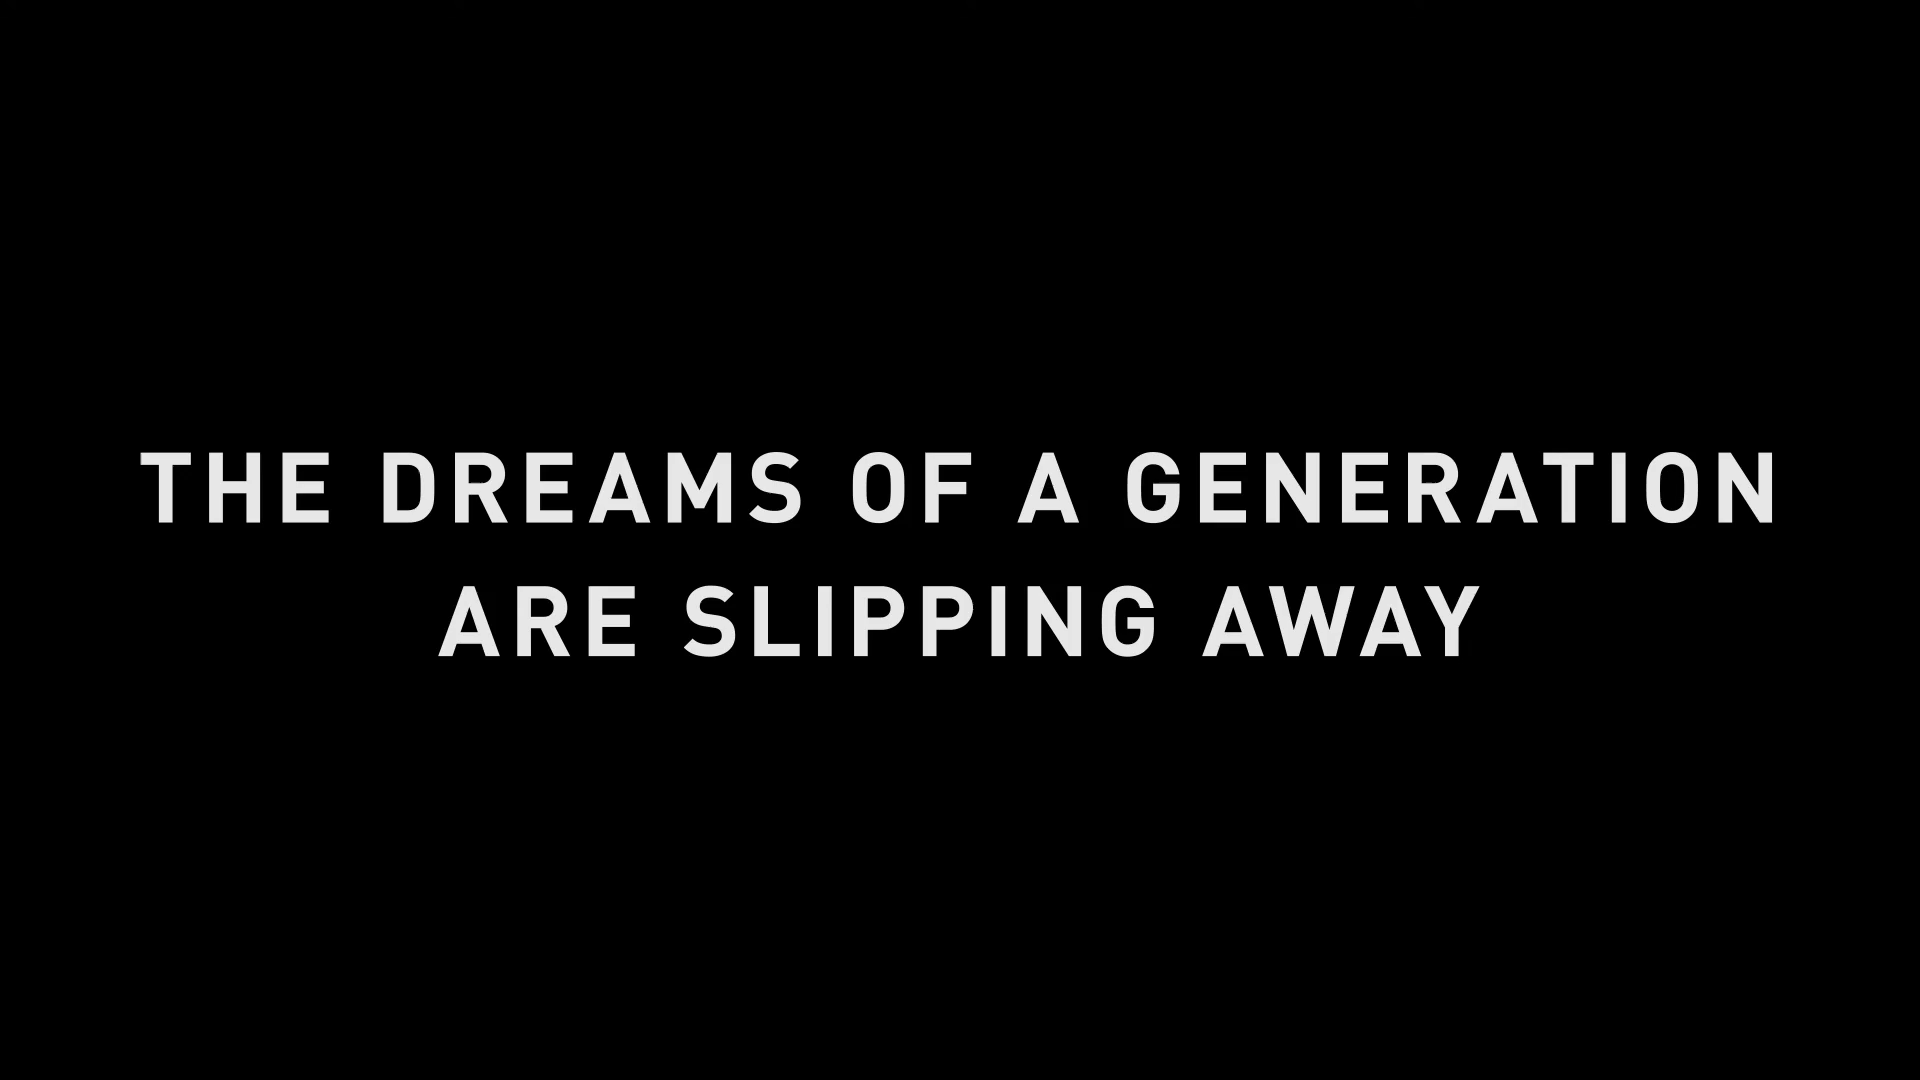 THE DREAMS OF A GENERATION
ARE SLIPPING AWAY